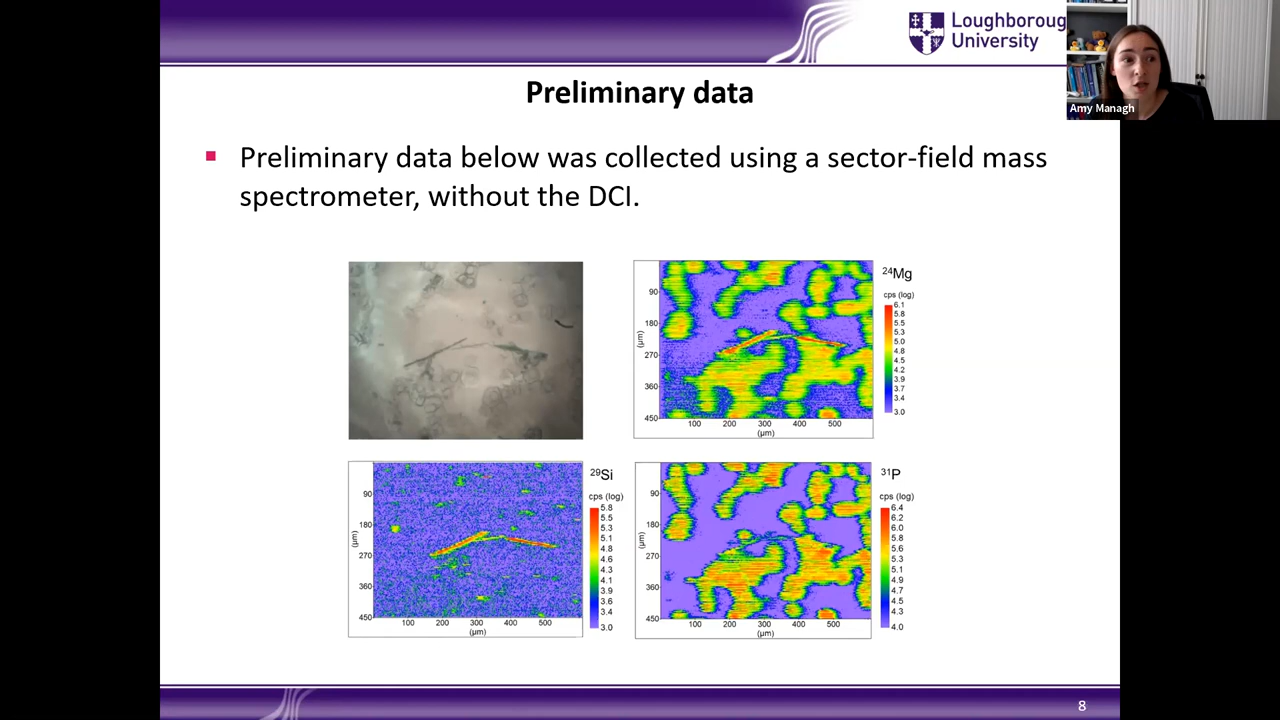 Loughboroug
University
Amy Managh
Preliminary data
Preliminary data below was collected using a sector-field mass
spectrometer, without the DCI.
24Mg
cps (log)
6.1
5.8
5.5
5.3
5.0
4.8
4.5
4.2
3.9
3.7
3.4
3.0
90
180
270
360
450
(µm)
100 200 300 400 500
(µm)
29Si
cps (log)
5.8
5.5
5.3
5.1
4.8
4.6
4.3
4.1
3.9
3.6
3.4
3.0
90
180
270
360
450
(µm)
100 200 300 400 500
(µm)
31P
cps (log)
6.4
6.2
6.0
5.8
5.6
5.3
5.1
4.9
4.7
4.5
4.3
4.0
90
180
270
360
450
(µm)
100 200 300 400 500
(µm)
8